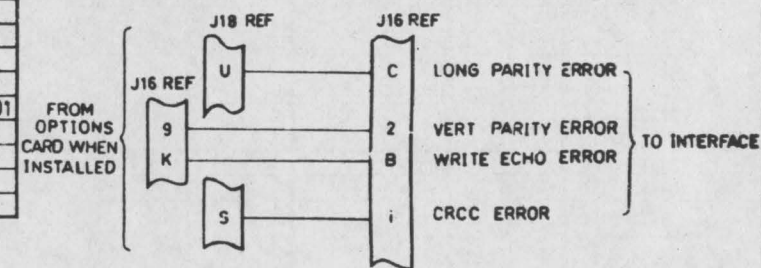 J18 REF
J16 REF
U
C
LONG PARITY ERROR
J16 REF
FROM
OPTIONS
CARD WHEN
INSTALLED
9
2
VERT PARITY ERROR
TO INTERFACE
K
B
WRITE ECHO ERROR
S
i
CRCC ERROR